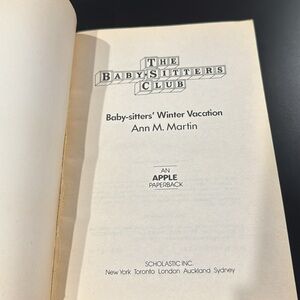 THE
BABY-SITTERS
CLUB
Baby-sitters' Winter Vacation
Ann M. Martin
AN
APPLE
PAPERBACK
SCHOLASTIC INC.
New York Toronto London Auckland Sydney